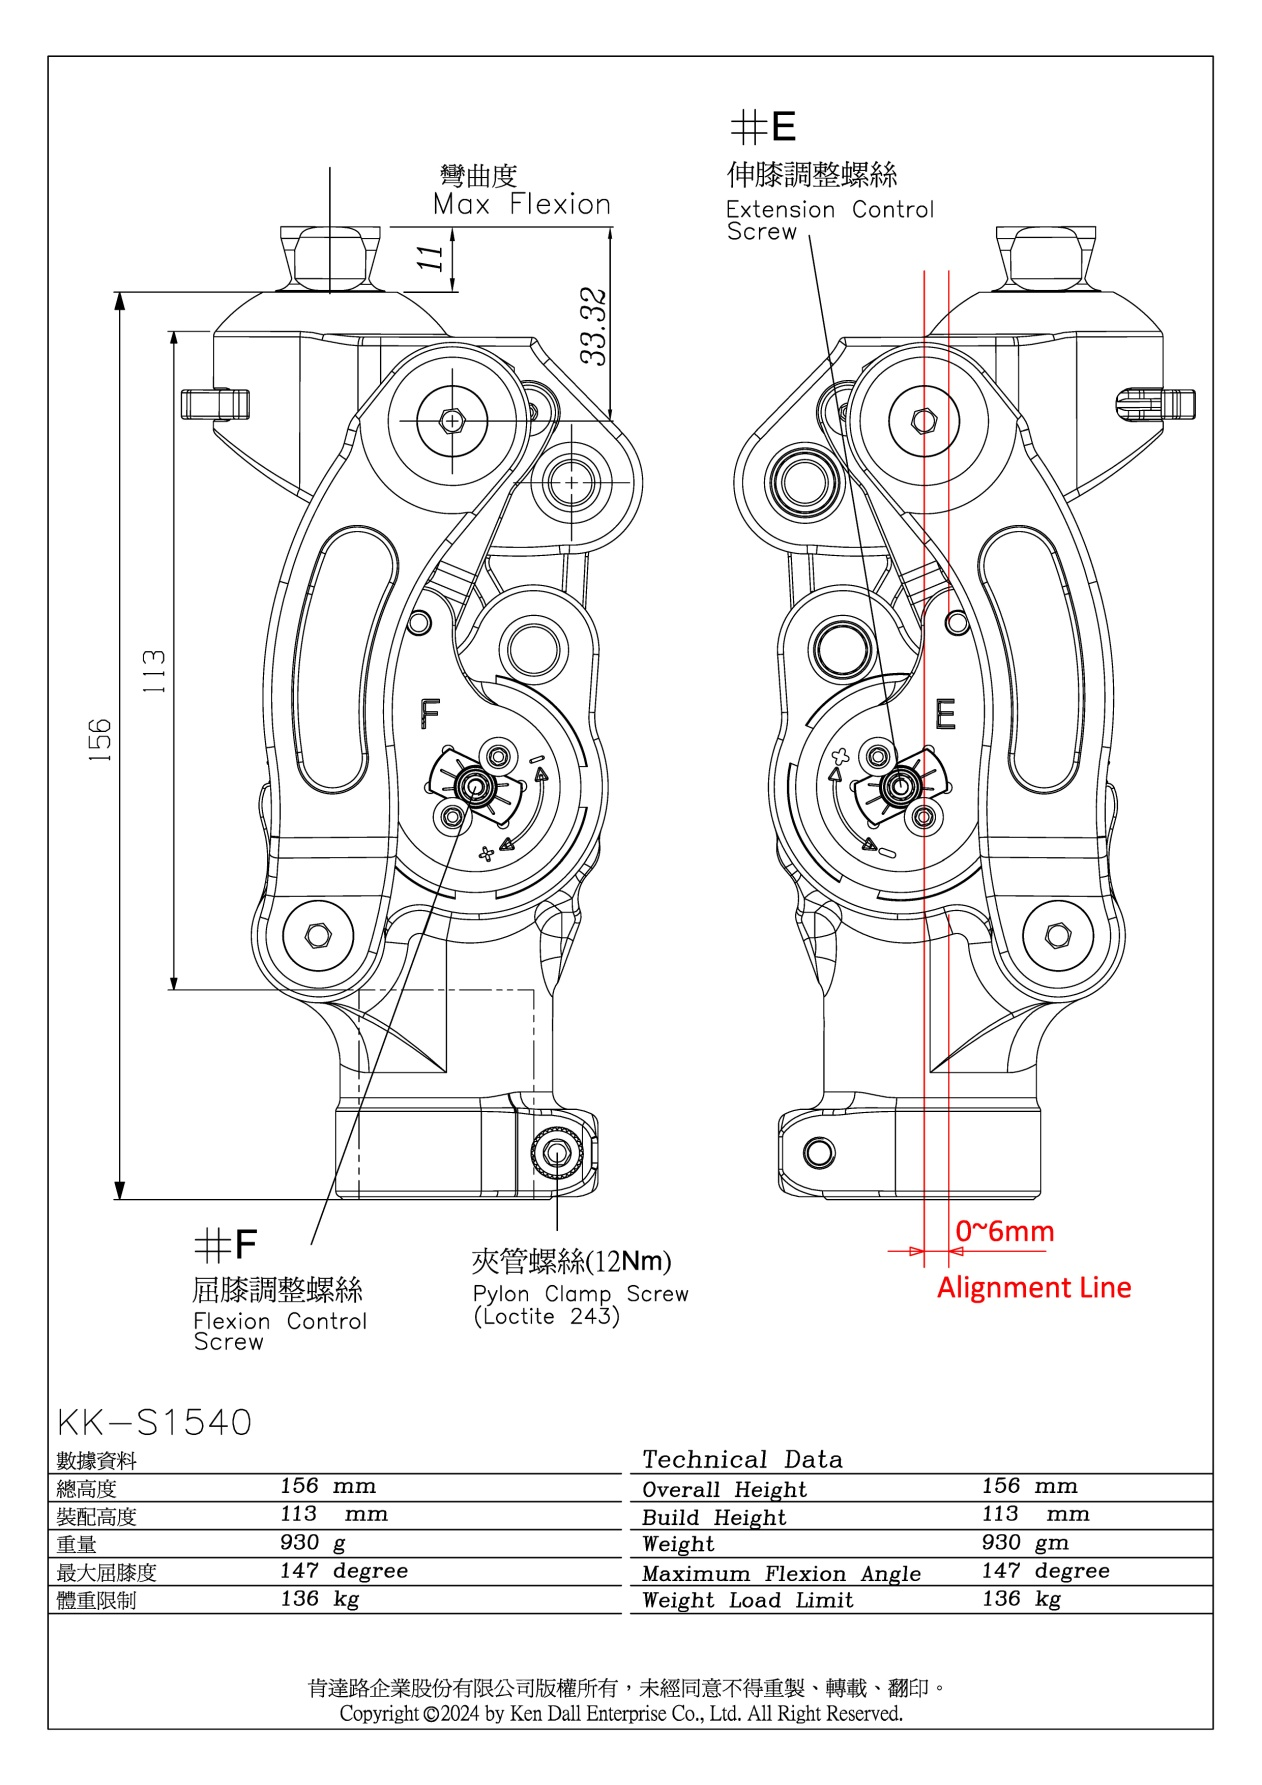 #E
彎曲度
Max Flexion
伸膝調整螺絲
Extension Control
Screw
11
33.32
113
156
F
E
#F
屈膝調整螺絲
Flexion Control
Screw
夾管螺絲(12Nm)
Pylon Clamp Screw
(Loctite 243)
0~6mm
Alignment Line
KK-S1540
數據資料
總高度 156 mm
裝配高度 113 mm
重量 930 g
最大屈膝度 147 degree
體重限制 136 kg
Technical Data
Overall Height 156 mm
Build Height 113 mm
Weight 930 gm
Maximum Flexion Angle 147 degree
Weight Load Limit 136 kg
肯達路企業股份有限公司版權所有，未經同意不得重製、轉載、翻印。
Copyright ©2024 by Ken Dall Enterprise Co., Ltd. All Right Reserved.